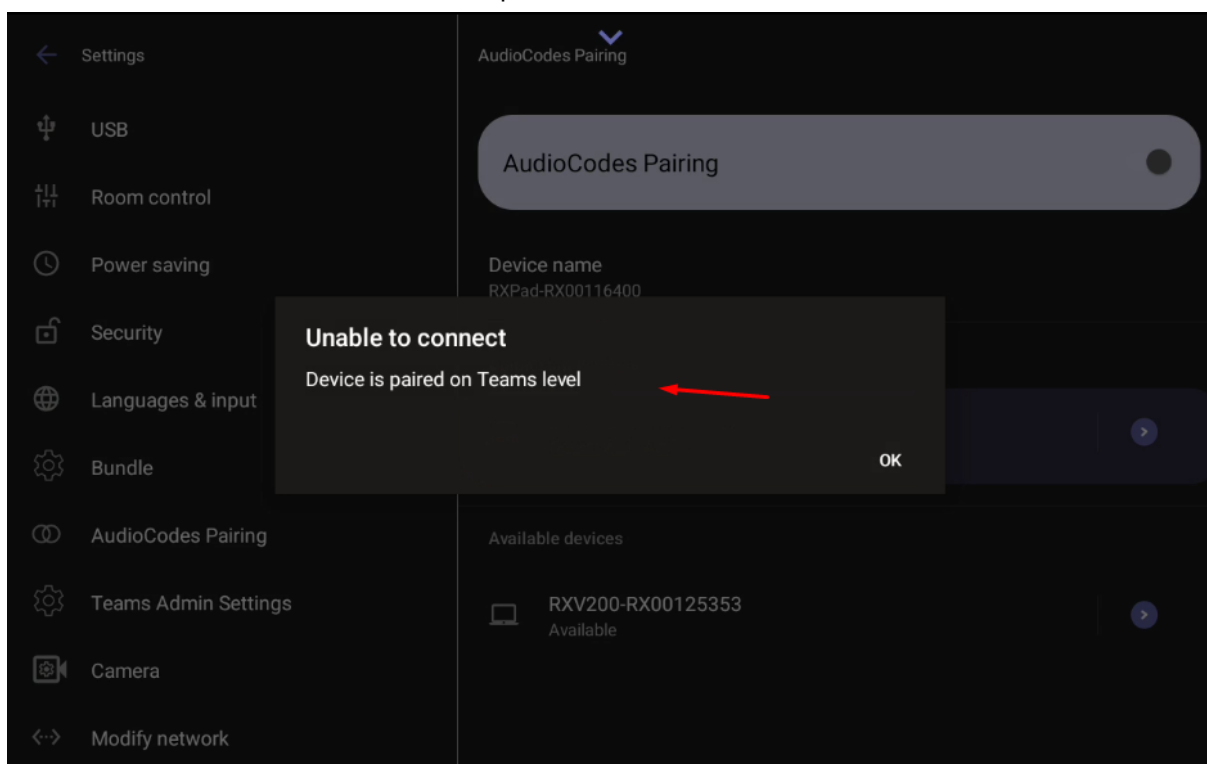 Settings
USB
Room control
Power saving
Security
Languages & input
Bundle
AudioCodes Pairing
Teams Admin Settings
Camera
Modify network
AudioCodes Pairing
AudioCodes Pairing
Device name
RXPad-RX00116400
Unable to connect
Device is paired on Teams level
OK
Available devices
RXV200-RX00125353
Available